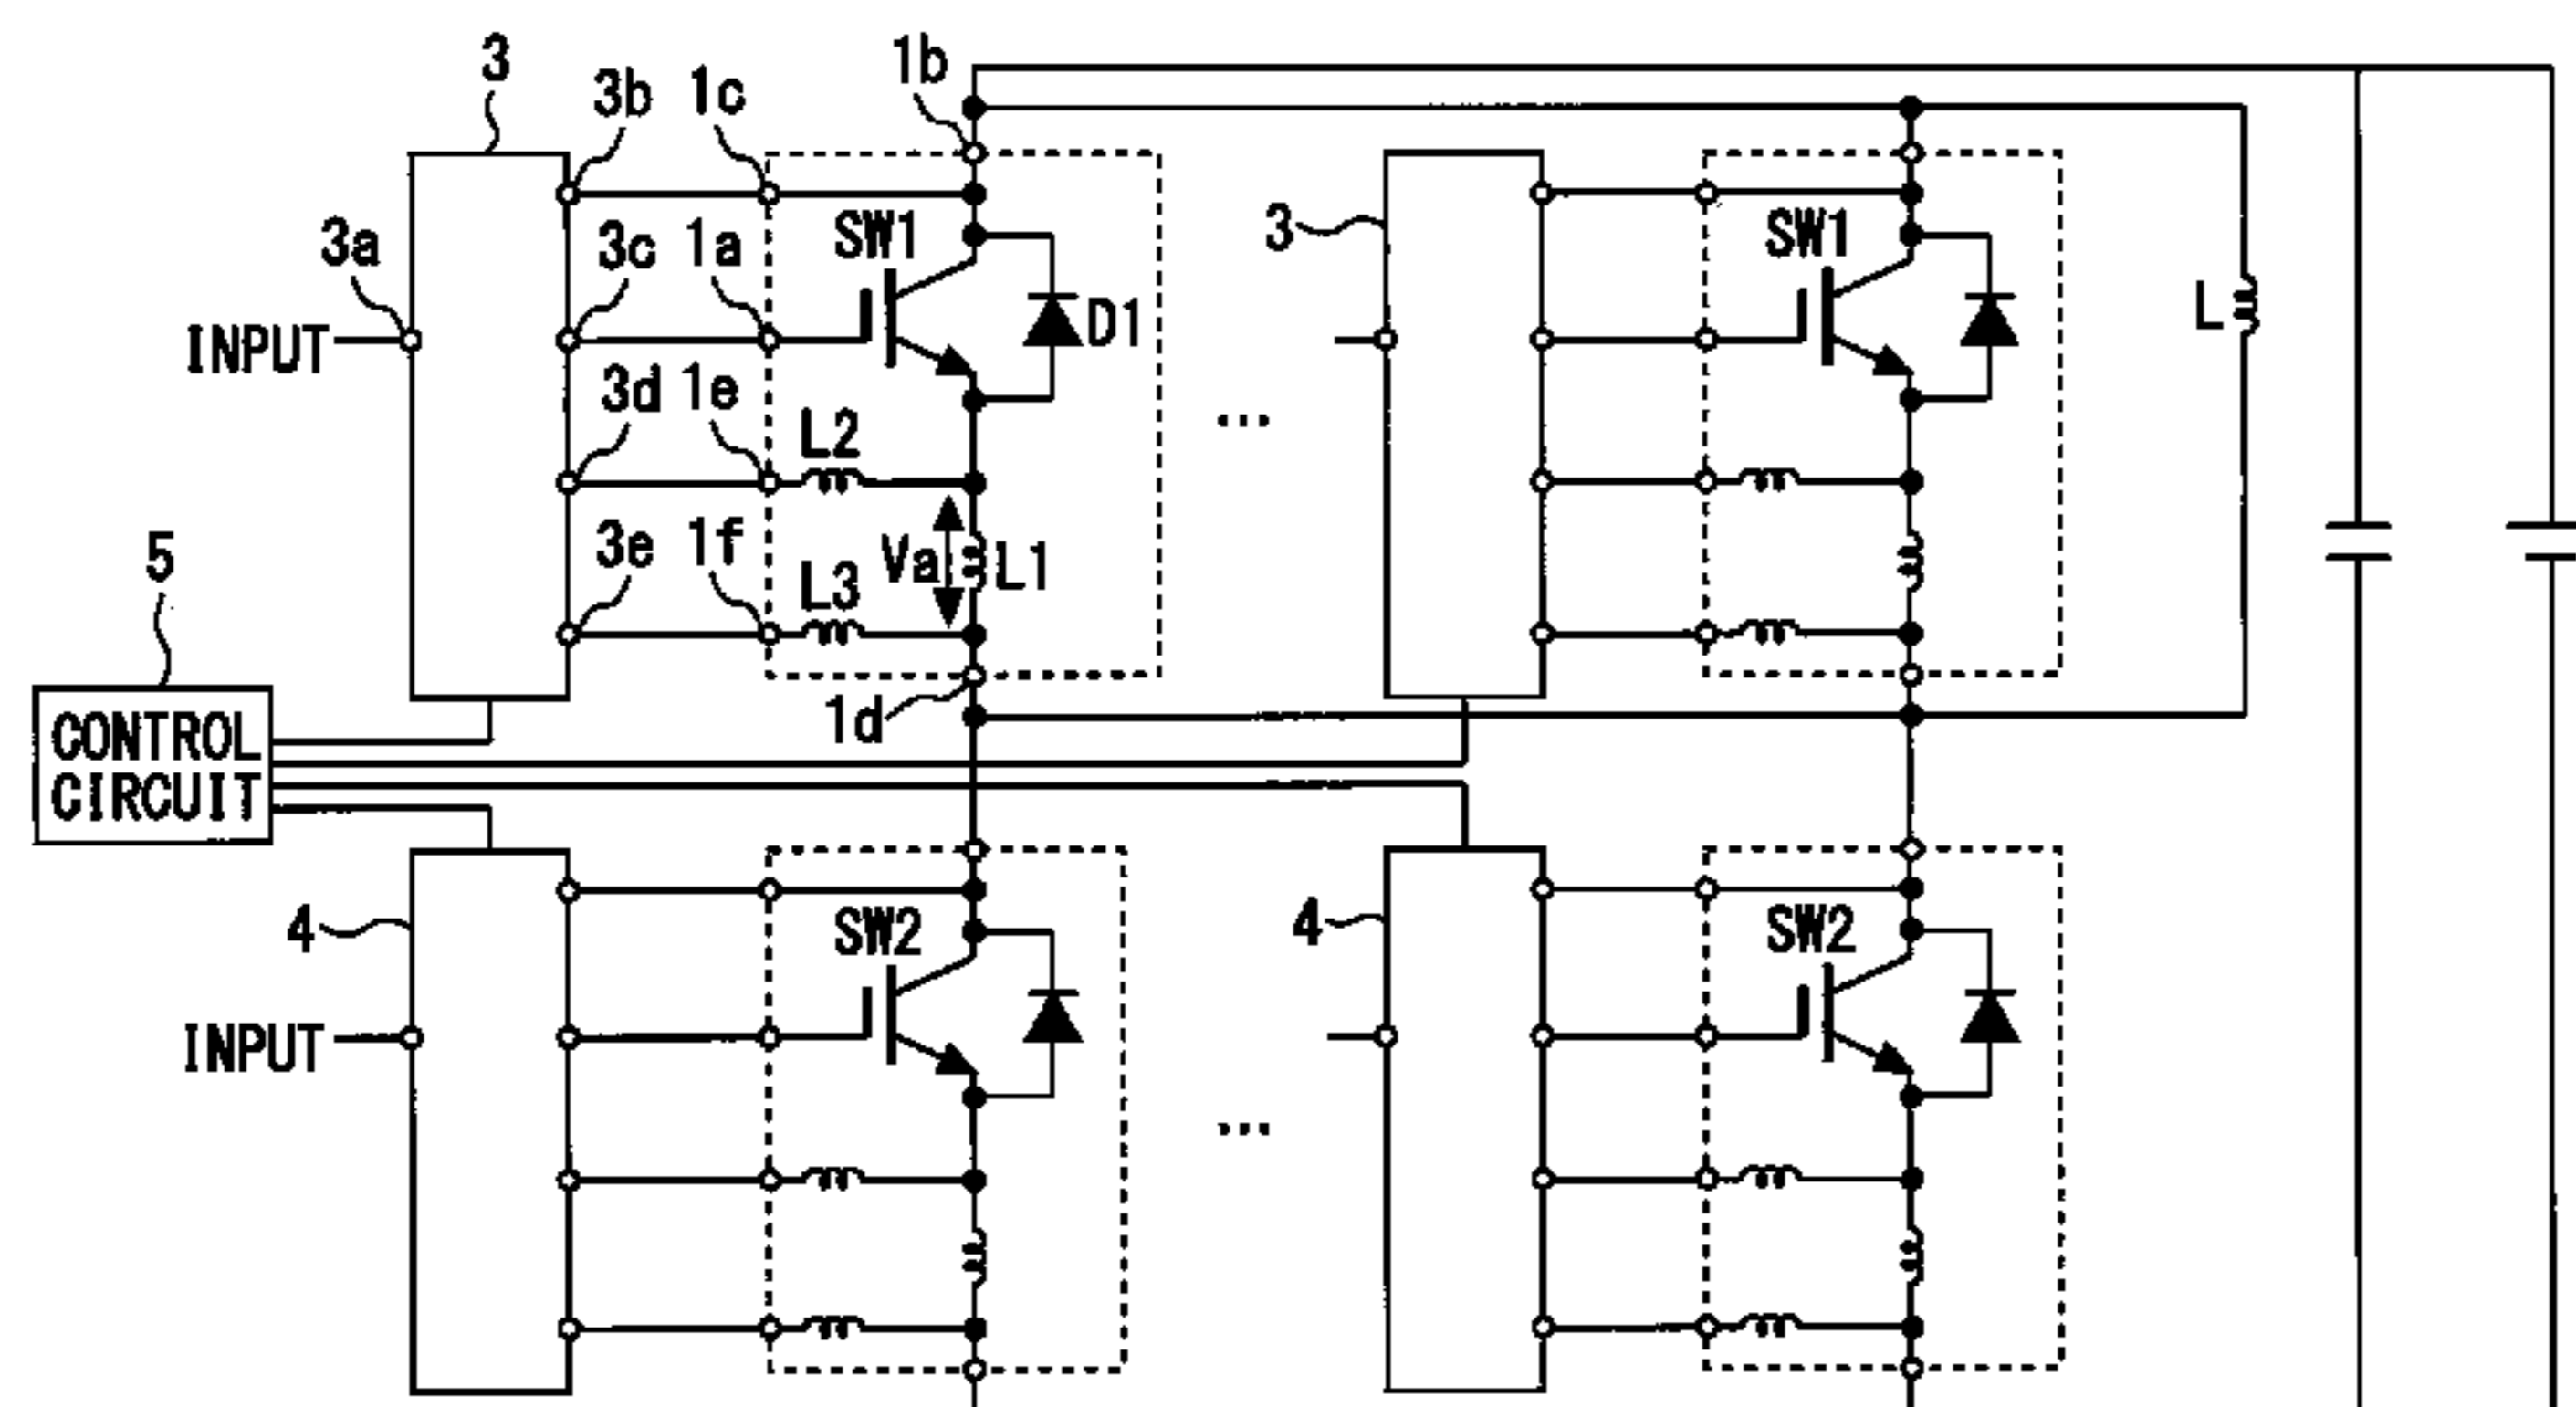 3
3b
1c
1b
3a
3c
1a
SW1
D1
INPUT
3d
1e
L2
...
3
SW1
L
5
3e
1f
L3
Va
L1
1d
CONTROL
CIRCUIT
4
SW2
INPUT
...
4
SW2